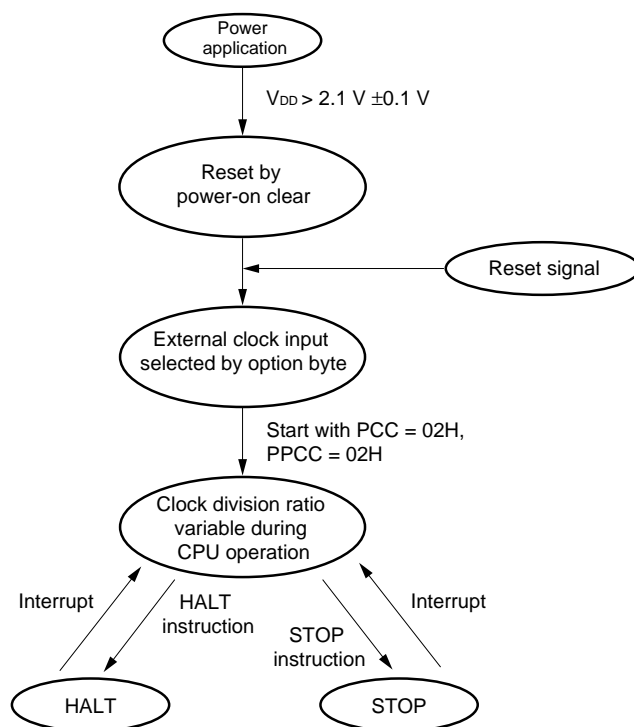 Power
application
VDD > 2.1 V ±0.1 V
Reset by
power-on clear
Reset signal
External clock input
selected by option byte
Start with PCC = 02H,
PPCC = 02H
Clock division ratio
variable during
CPU operation
Interrupt
HALT
instruction
STOP
instruction
Interrupt
HALT
STOP